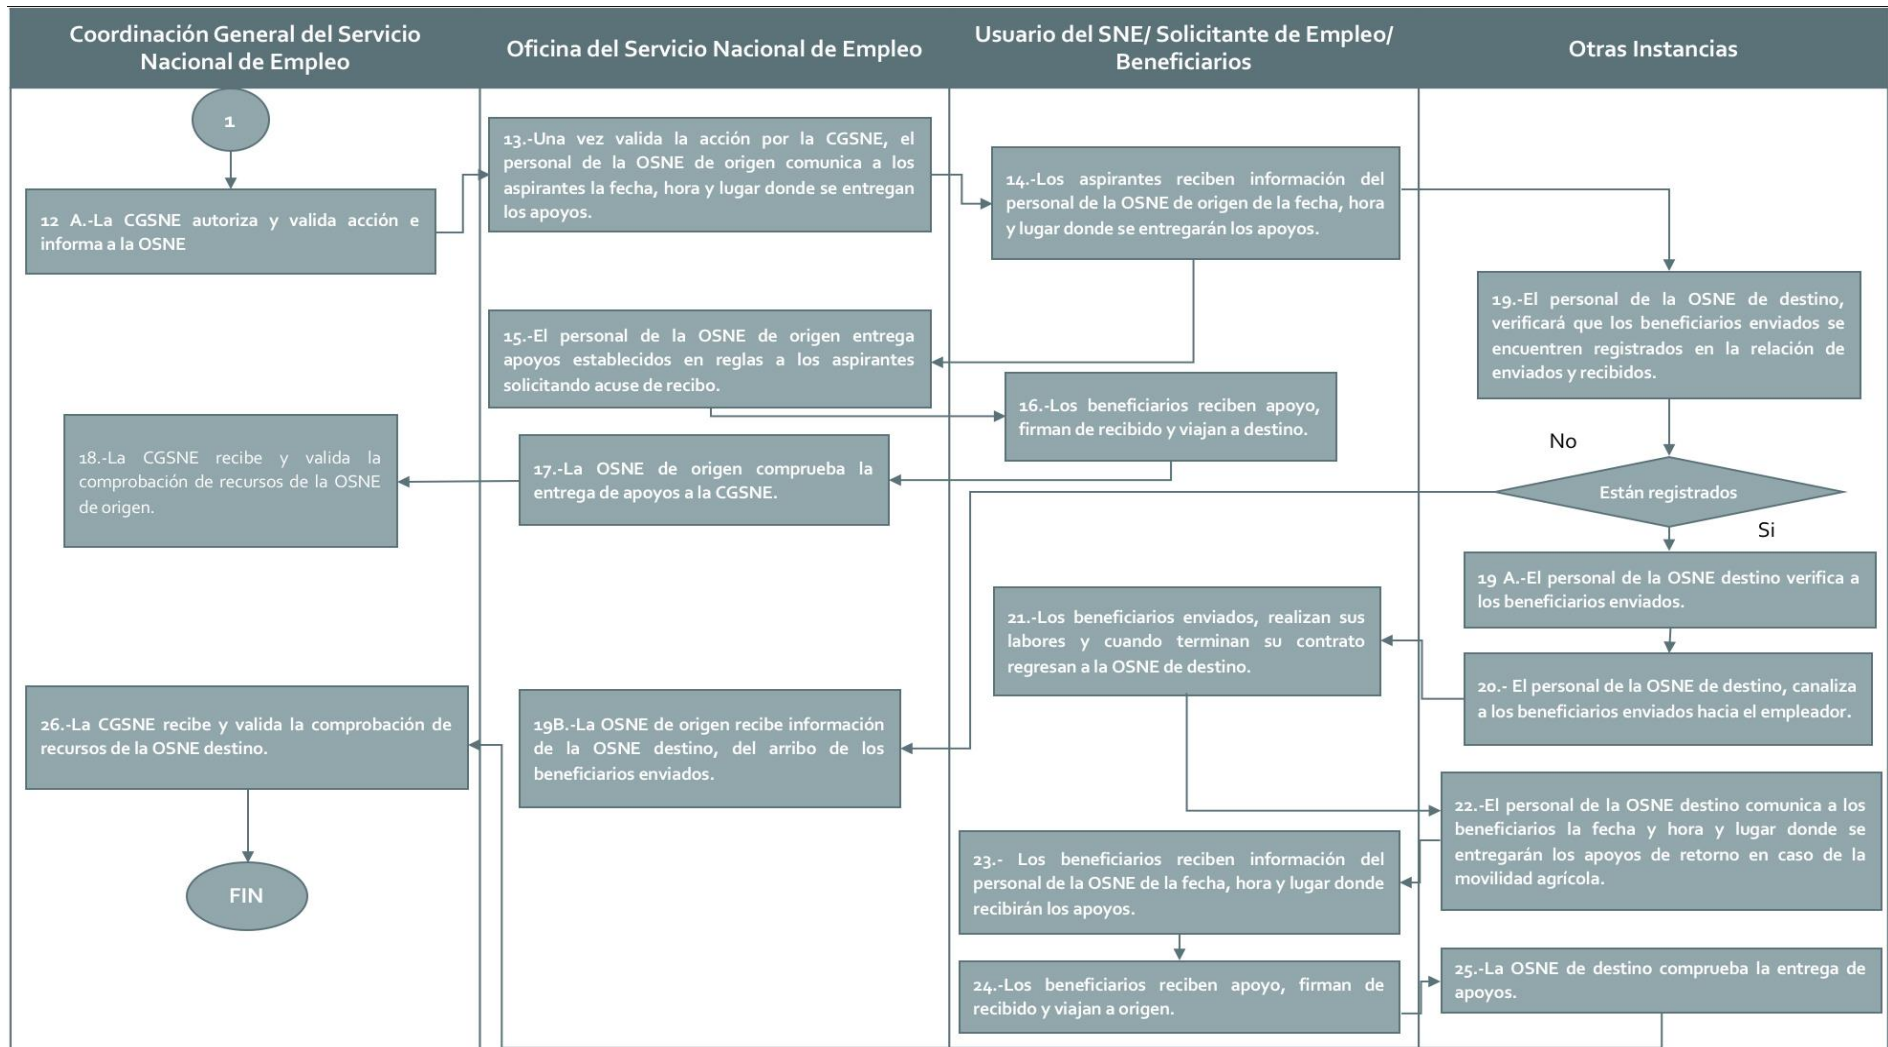 Coordinación General del Servicio
Nacional de Empleo
Oficina del Servicio Nacional de Empleo
Usuario del SNE/ Solicitante de Empleo/
Beneficiarios
Otras Instancias
1
12 A.-La CGSNE autoriza y valida acción e
informa a la OSNE
13.-Una vez valida la acción por la CGSNE, el
personal de la OSNE de origen comunica a los
aspirantes la fecha, hora y lugar donde se entregan
los apoyos.
14.-Los aspirantes reciben información del
personal de la OSNE de origen de la fecha, hora
y lugar donde se entregarán los apoyos.
15.-El personal de la OSNE de origen entrega
apoyos establecidos en reglas a los aspirantes
solicitando acuse de recibo.
16.-Los beneficiarios reciben apoyo,
firman de recibido y viajan a destino.
17.-La OSNE de origen comprueba la
entrega de apoyos a la CGSNE.
18.-La CGSNE recibe y valida la
comprobación de recursos de la OSNE
de origen.
19.-El personal de la OSNE de destino,
verificará que los beneficiarios enviados se
encuentren registrados en la relación de
enviados y recibidos.
No
Están registrados
Si
19 A.-El personal de la OSNE destino verifica a
los beneficiarios enviados.
19B.-La OSNE de origen recibe información
de la OSNE destino, del arribo de los
beneficiarios enviados.
20.- El personal de la OSNE de destino, canaliza
a los beneficiarios enviados hacia el empleador.
21.-Los beneficiarios enviados, realizan sus
labores y cuando terminan su contrato
regresan a la OSNE de destino.
22.-El personal de la OSNE destino comunica a los
beneficiarios la fecha y hora y lugar donde se
entregarán los apoyos de retorno en caso de la
movilidad agrícola.
23.- Los beneficiarios reciben información del
personal de la OSNE de la fecha, hora y lugar donde
recibirán los apoyos.
24.-Los beneficiarios reciben apoyo, firman de
recibido y viajan a origen.
25.-La OSNE de destino comprueba la entrega de
apoyos.
26.-La CGSNE recibe y valida la comprobación de
recursos de la OSNE destino.
FIN